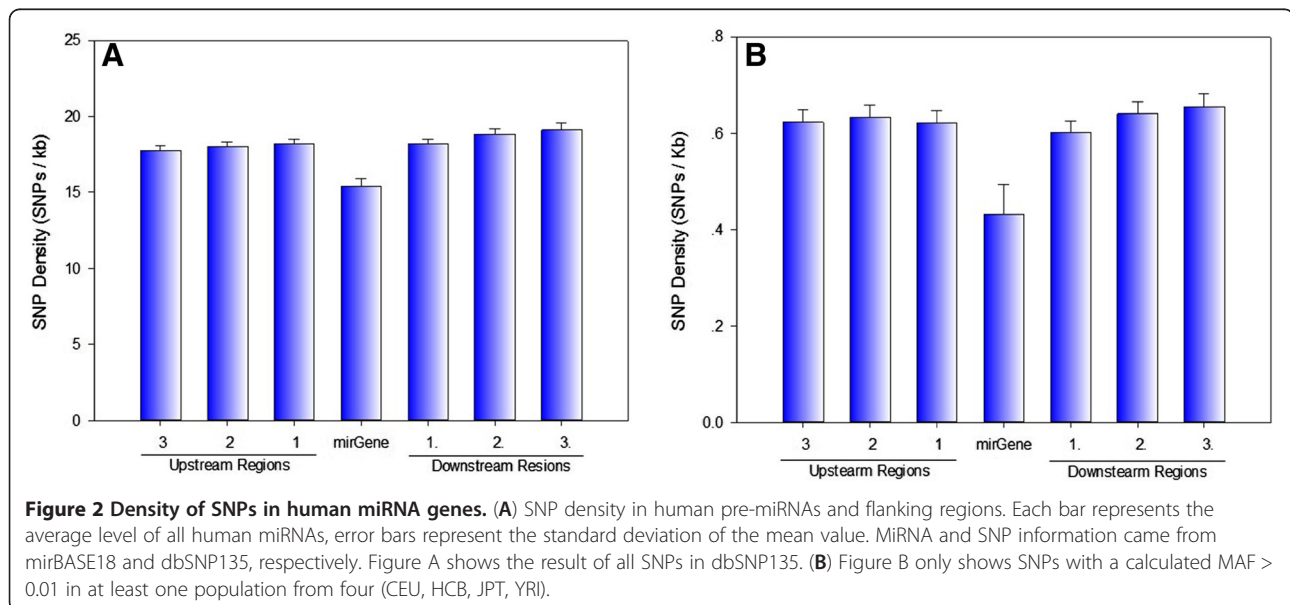 A
25
20
15
10
5
0
SNP Density (SNPs / kb)
3 2 1 mirGene 1. 2. 3.
Upstream Regions Downstream Resions
B
.8
.6
.4
.2
0.0
SNP Density (SNPs / Kb)
3 2 1 mirGene 1. 2. 3.
Upstearm Regions Downstearm Regions
Figure 2 Density of SNPs in human miRNA genes. (A) SNP density in human pre-miRNAs and flanking regions. Each bar represents the
average level of all human miRNAs, error bars represent the standard deviation of the mean value. MiRNA and SNP information came from
mirBASE18 and dbSNP135, respectively. Figure A shows the result of all SNPs in dbSNP135. (B) Figure B only shows SNPs with a calculated MAF >
0.01 in at least one population from four (CEU, HCB, JPT, YRI).